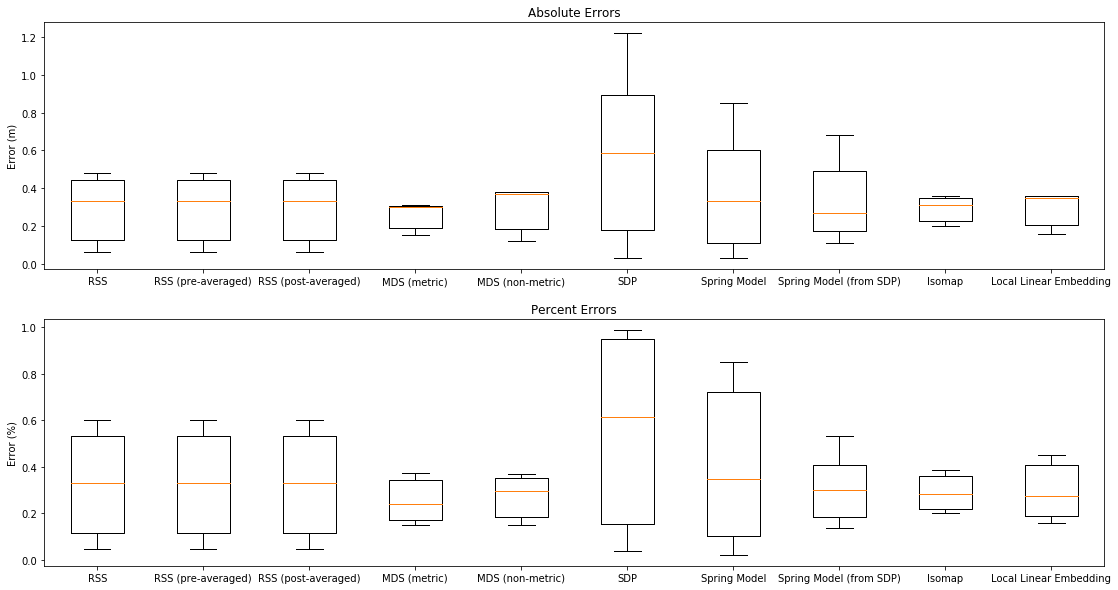 Absolute Errors
Error (m)
1.2
1.0
0.8
0.6
0.4
0.2
0.0
RSS RSS (pre-averaged) RSS (post-averaged) MDS (metric) MDS (non-metric) SDP Spring Model Spring Model (from SDP) Isomap Local Linear Embedding
Percent Errors
Error (%)
1.0
0.8
0.6
0.4
0.2
0.0
RSS RSS (pre-averaged) RSS (post-averaged) MDS (metric) MDS (non-metric) SDP Spring Model Spring Model (from SDP) Isomap Local Linear Embedding